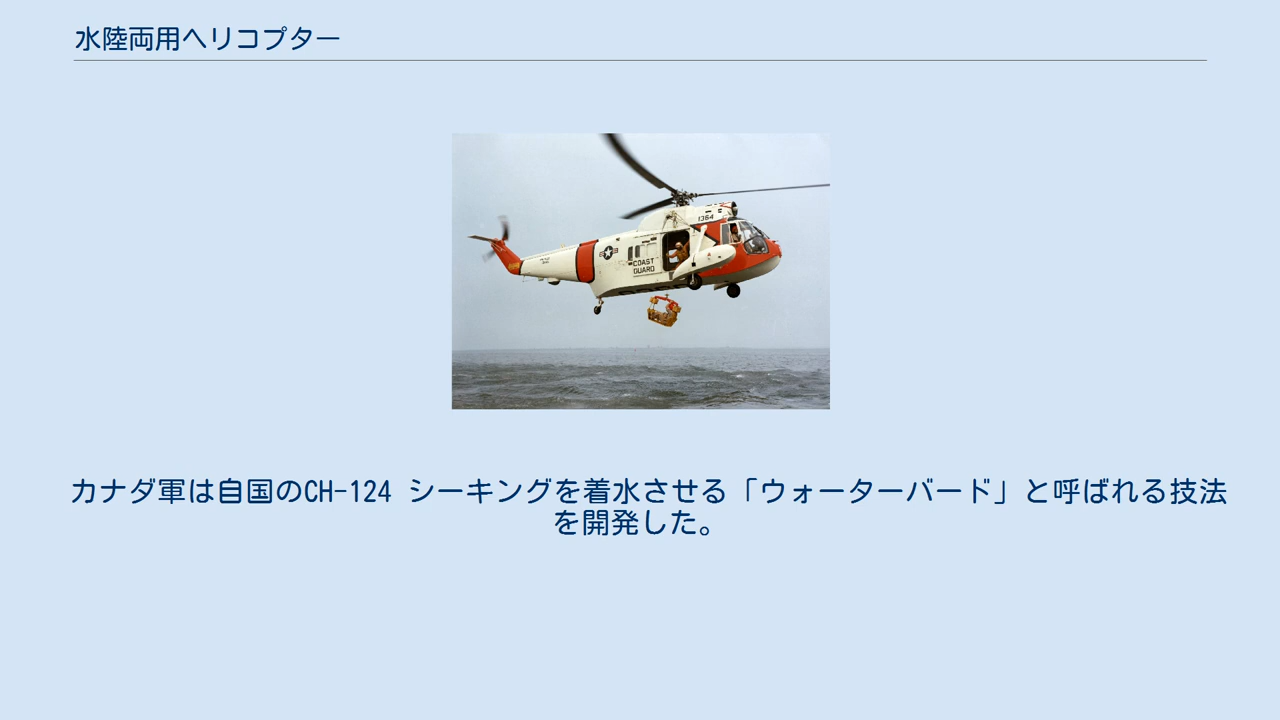 水陸両用ヘリコプター
1364
COAST
GUARD
カナダ軍は自国のCH-124 シーキングを着水させる「ウォーターバード」と呼ばれる技法
を開発した。